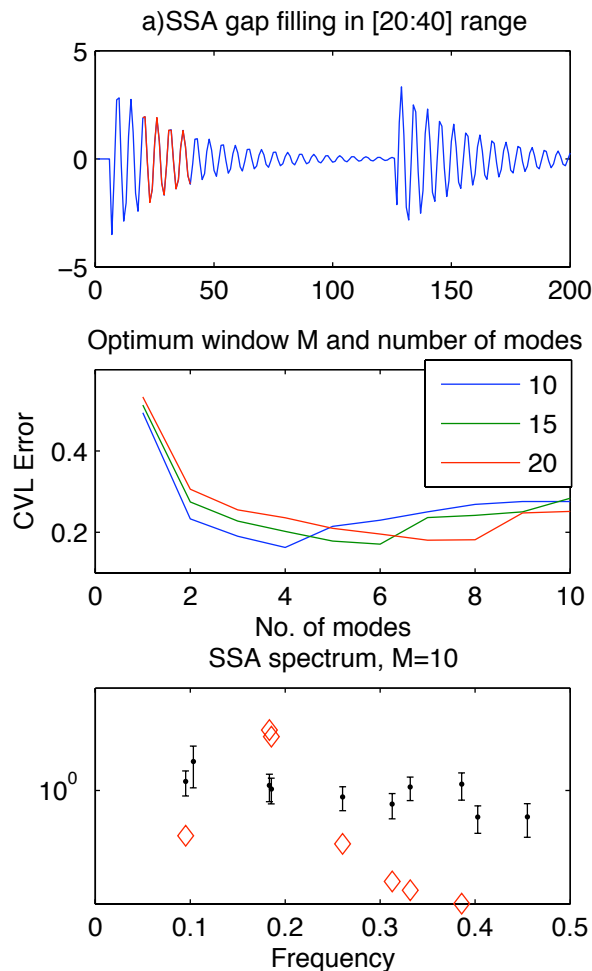 a)SSA gap filling in [20:40] range
5
0
−5
0 50 100 150 200
Optimum window M and number of modes
10
15
20
CVL Error
0.4
0.2
0 2 4 6 8 10
No. of modes
SSA spectrum, M=10
10^0
0 0.1 0.2 0.3 0.4 0.5
Frequency